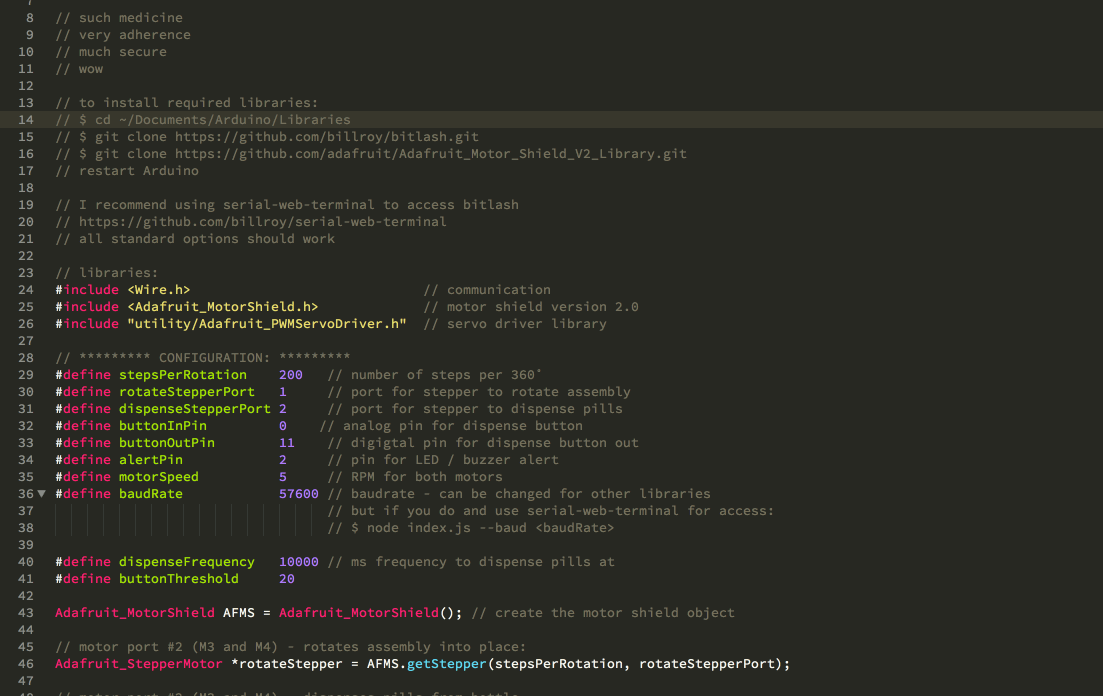 7
8 // such medicine
9 // very adherence
10 // much secure
11 // wow
12
13 // to install required libraries:
14 // $ cd ~/Documents/Arduino/Libraries
15 // $ git clone https://github.com/billroy/bitlash.git
16 // $ git clone https://github.com/adafruit/Adafruit_Motor_Shield_V2_Library.git
17 // restart Arduino
18
19 // I recommend using serial-web-terminal to access bitlash
20 // https://github.com/billroy/serial-web-terminal
21 // all standard options should work
22
23 // libraries:
24 #include <Wire.h> // communication
25 #include <Adafruit_MotorShield.h> // motor shield version 2.0
26 #include "utility/Adafruit_PWMServoDriver.h" // servo driver library
27
28 // ********* CONFIGURATION: *********
29 #define stepsPerRotation 200 // number of steps per 360˚
30 #define rotateStepperPort 1 // port for stepper to rotate assembly
31 #define dispenseStepperPort 2 // port for stepper to dispense pills
32 #define buttonInPin 0 // analog pin for dispense button
33 #define buttonOutPin 11 // digigtal pin for dispense button out
34 #define alertPin 2 // pin for LED / buzzer alert
35 #define motorSpeed 5 // RPM for both motors
36 #define baudRate 57600 // baudrate - can be changed for other libraries
37 // but if you do and use serial-web-terminal for access:
38 // $ node index.js --baud <baudRate>
39
40 #define dispenseFrequency 10000 // ms frequency to dispense pills at
41 #define buttonThreshold 20
42
43 Adafruit_MotorShield AFMS = Adafruit_MotorShield(); // create the motor shield object
44
45 // motor port #2 (M3 and M4) - rotates assembly into place:
46 Adafruit_StepperMotor *rotateStepper = AFMS.getStepper(stepsPerRotation, rotateStepperPort);
47
48 // motor port #2 (M3 and M4) - dispenses pills from bottle